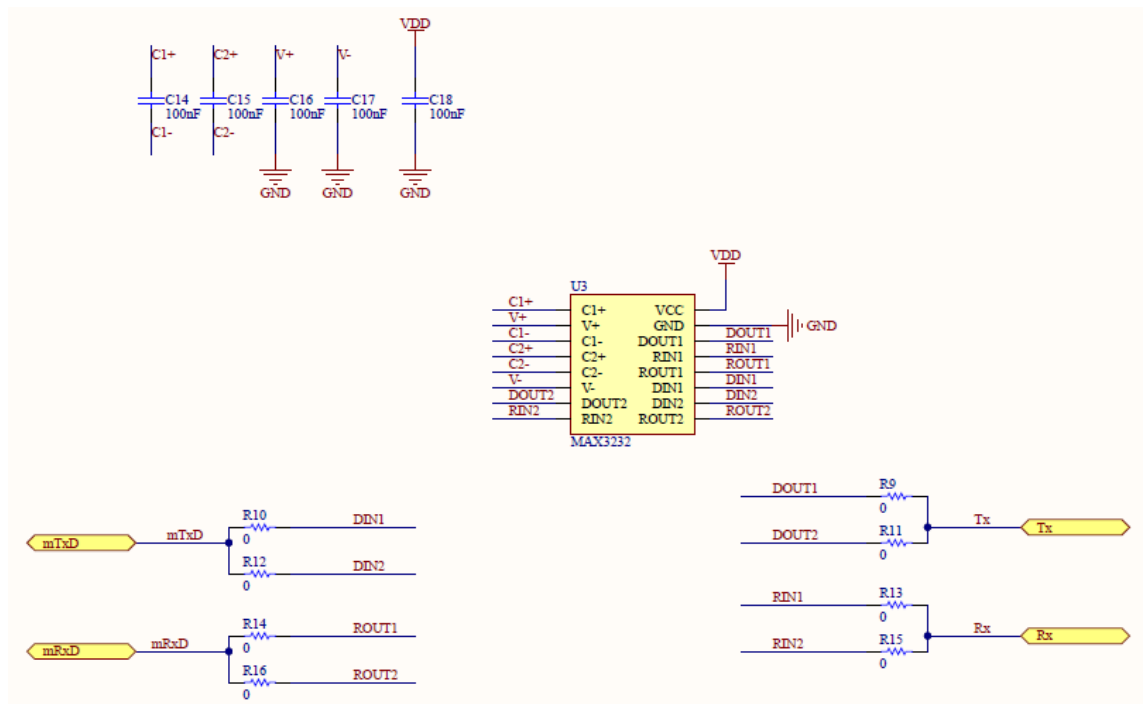 VDD
C1+ C2+ V+ V-
C14 C15 C16 C17 C18
100nF 100nF 100nF 100nF 100nF
C1- C2-
GND GND GND
VDD
U3
C1+ C1+ VCC
V+ V+ GND GND
C1- C1- DOUT1 DOUT1
C2+ C2+ RIN1 RIN1
C2- C2- ROUT1 ROUT1
V- V- DIN1 DIN1
DOUT2 DOUT2 DIN2 DIN2
RIN2 RIN2 ROUT2 ROUT2
MAX3232
R10 DIN1
0
mTxD mTxD
R12 DIN2
0
R14 ROUT1
0
mRxD mRxD
R16 ROUT2
0
DOUT1 R9
0
Tx Tx
DOUT2 R11
0
RIN1 R13
0
Rx Rx
RIN2 R15
0